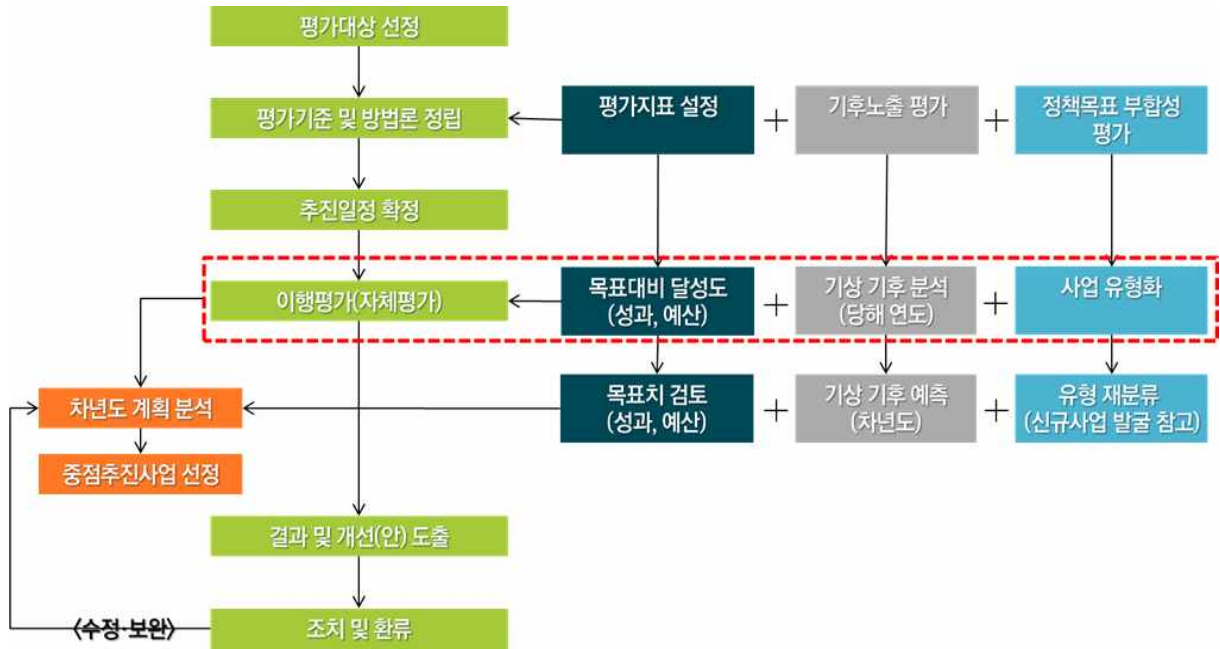 평가대상 선정
평가기준 및 방법론 정립
평가지표 설정
+
기후노출 평가
+
정책목표 부합성
평가
추진일정 확정
이행평가(자체평가)
목표대비 달성도
(성과, 예산)
+
기상 기후 분석
(당해 연도)
+
사업 유형화
차년도 계획 분석
목표치 검토
(성과, 예산)
+
기상 기후 예측
(차년도)
+
유형 재분류
(신규사업 발굴 참고)
중점추진사업 선정
결과 및 개선(안) 도출
〈수정·보완〉
조치 및 환류